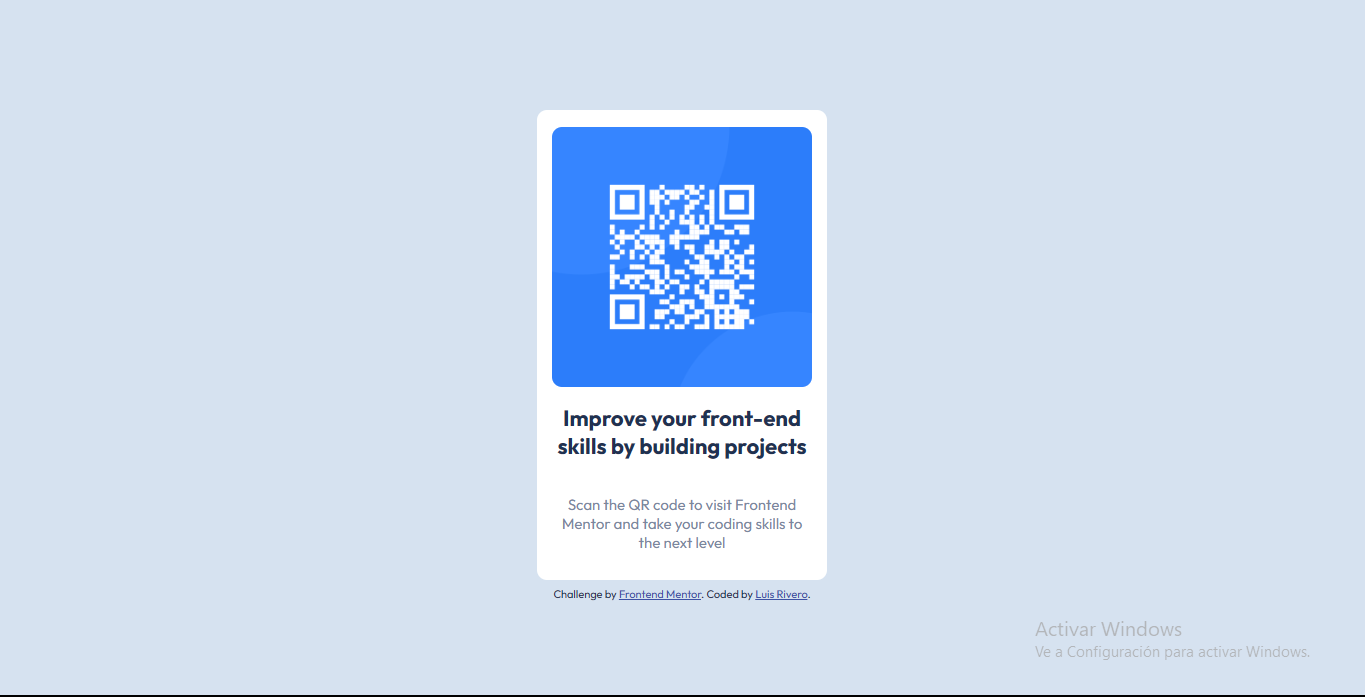 Improve your front-end
skills by building projects
Scan the QR code to visit Frontend
Mentor and take your coding skills to
the next level
Challenge by Frontend Mentor. Coded by Luis Rivero.
Activar Windows
Ve a Configuración para activar Windows.